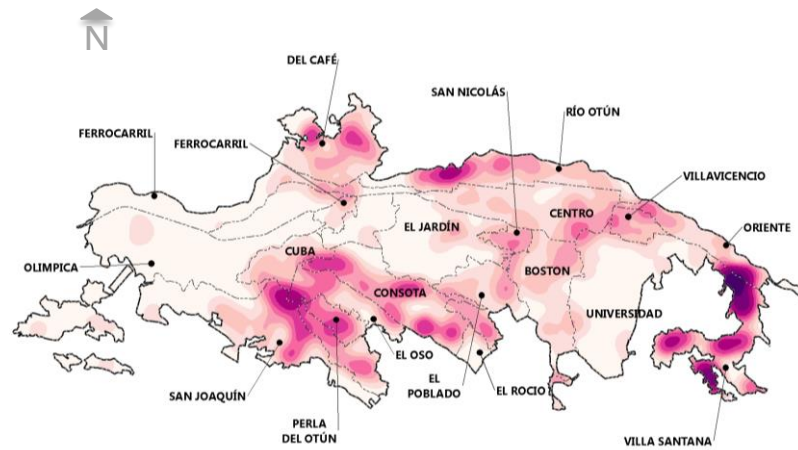 N
DEL CAFÉ
SAN NICOLÁS
RÍO OTÚN
FERROCARRIL
FERROCARRIL
VILLAVICENCIO
CENTRO
EL JARDÍN
ORIENTE
CUBA
OLIMPICA
BOSTON
CONSOTA
UNIVERSIDAD
EL OSO
EL
POBLADO
EL ROCIO
SAN JOAQUÍN
PERLA
DEL OTÚN
VILLA SANTANA